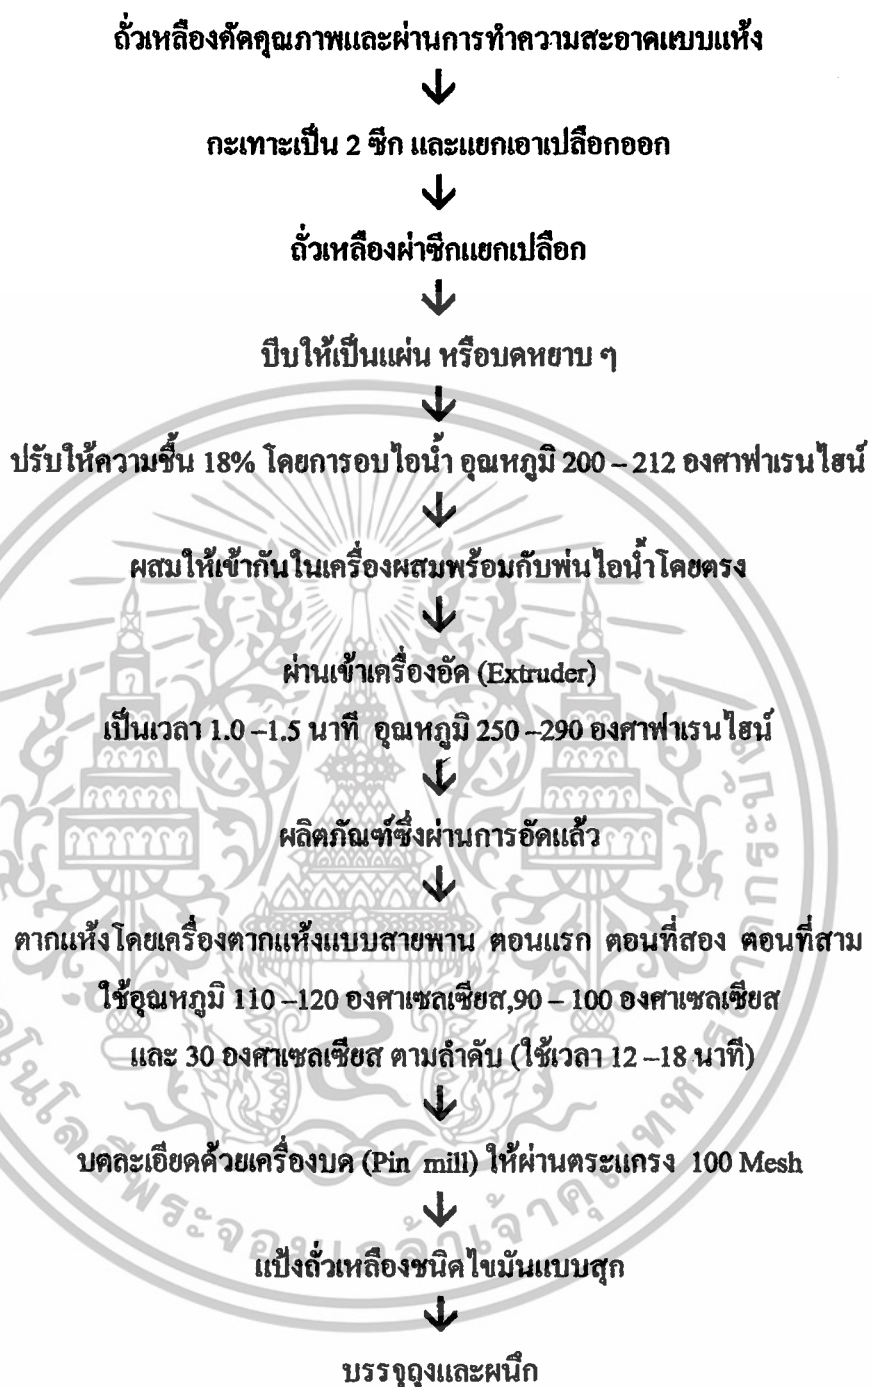 ถั่วเหลืองคัดคุณภาพและผ่านการทำความสะอาดแบบแห้ง
กะเทาะเป็น 2 ซีก และแยกเอาเปลือกออก
ถั่วเหลืองผ่าซีกแยกเปลือก
บีบให้เป็นแผ่น หรือบดหยาบ ๆ
ปรับให้ความชื้น 18% โดยการอบไอน้ำ อุณหภูมิ 200 – 212 องศาฟาเรนไฮน์
ผสมให้เข้ากันในเครื่องผสมพร้อมกับพ่นไอน้ำโดยตรง
ผ่านเข้าเครื่องอัด (Extruder)
เป็นเวลา 1.0 –1.5 นาที อุณหภูมิ 250 –290 องศาฟาเรนไฮน์
ผลิตภัณฑ์ซึ่งผ่านการอัดแล้ว
ตากแห้งโดยเครื่องตากแห้งแบบสายพาน ตอนแรก ตอนที่สอง ตอนที่สาม
ใช้อุณหภูมิ 110 –120 องศาเซลเซียส,90 – 100 องศาเซลเซียส
และ 30 องศาเซลเซียส ตามลำดับ (ใช้เวลา 12 –18 นาที)
บดละเอียดด้วยเครื่องบด (Pin mill) ให้ผ่านตระแกรง 100 Mesh
แป้งถั่วเหลืองชนิดไขมันแบบสุก
บรรจุถุงและผนึก